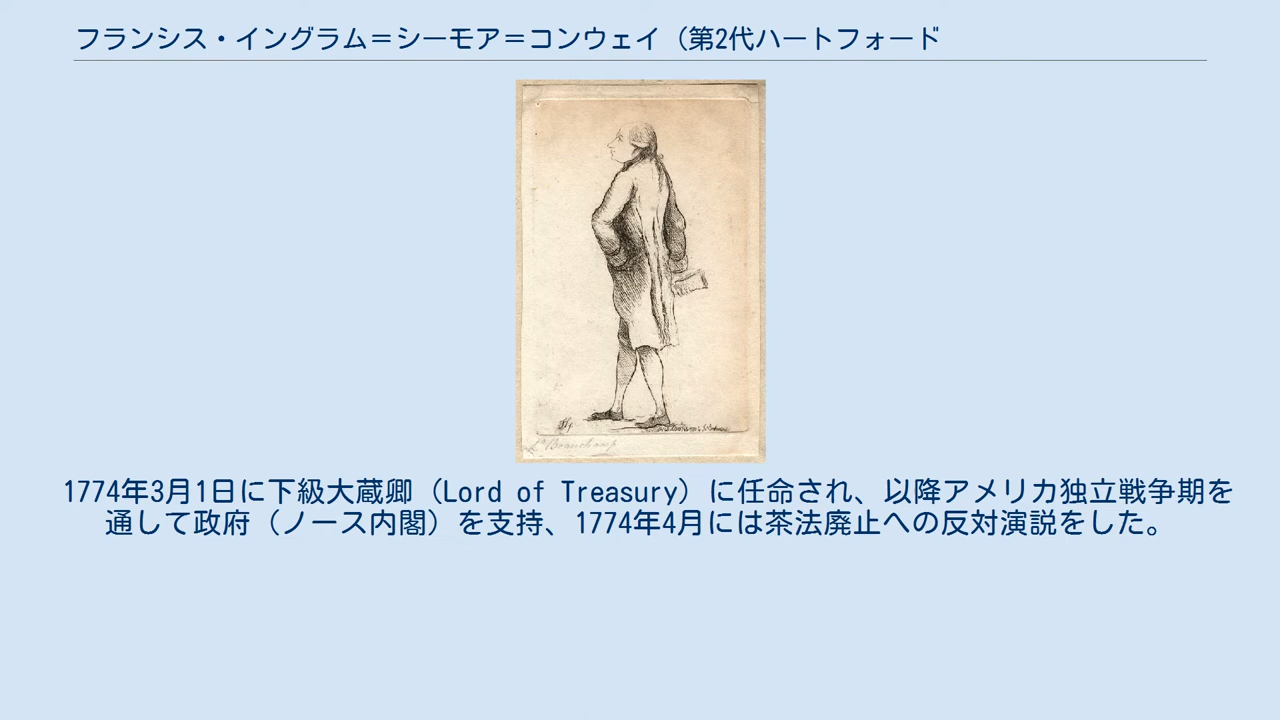 フランシス・イングラム＝シーモア＝コンウェイ（第2代ハートフォード
Ld Beauchamp
1774年3月1日に下級大蔵卿（Lord of Treasury）に任命され、以降アメリカ独立戦争期を
通して政府（ノース内閣）を支持、1774年4月には茶法廃止への反対演説をした。